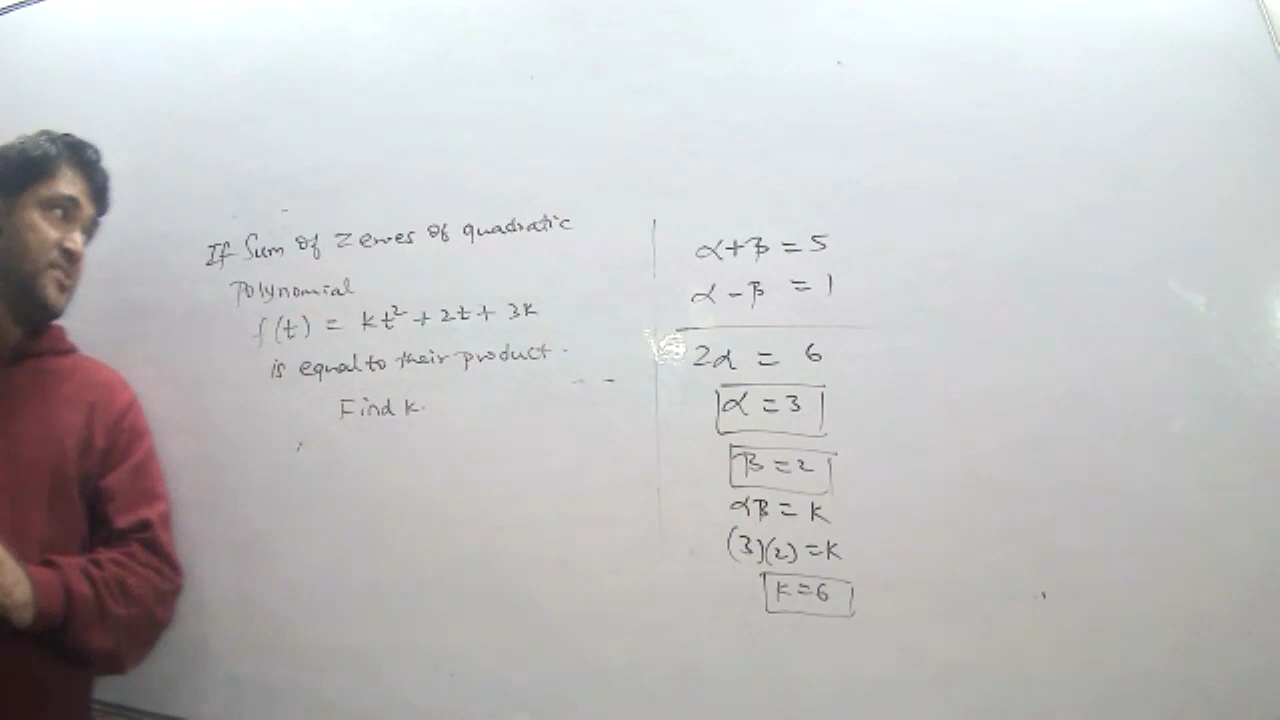 If Sum of Zeroes of quadratic
Polynomial
f(t) = kt² + 2t + 3k
is equal to their product.
Find k.
α+β = 5
α-β = 1
2α = 6
α = 3
β = 2
αβ = k
(3)(2) = k
k = 6